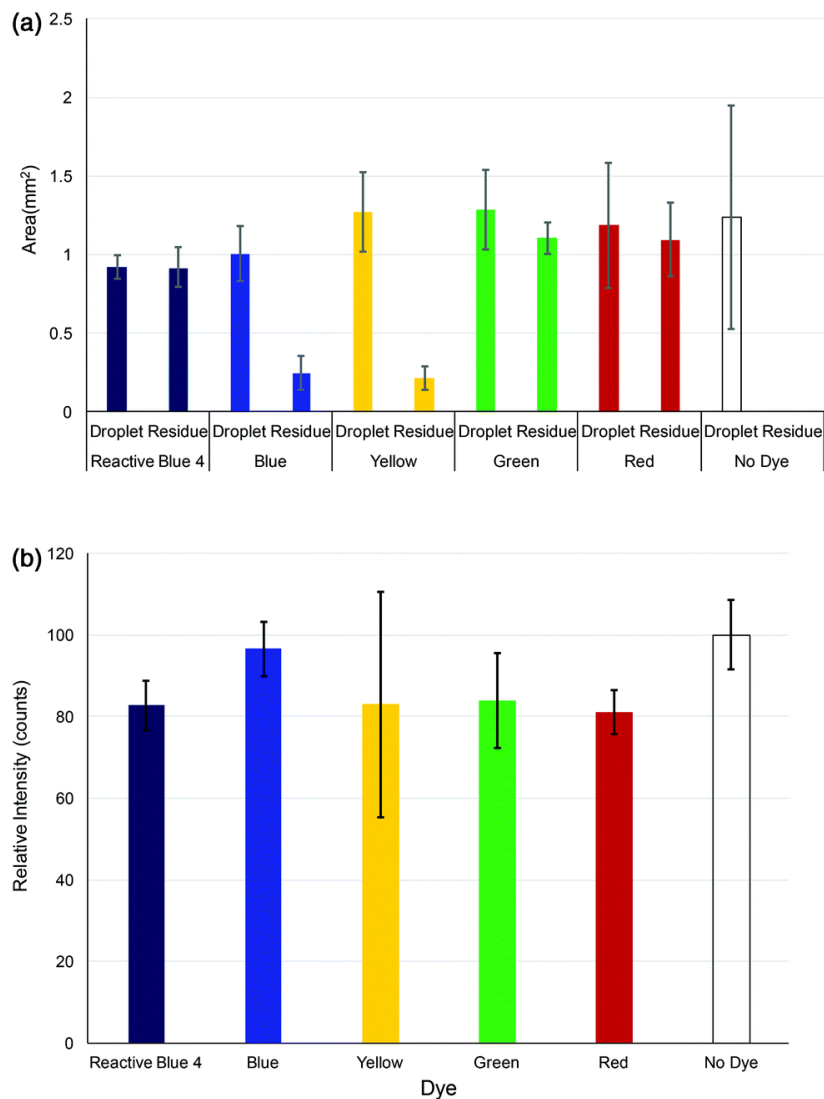 (a)
2.5
2
1.5
1
0.5
0
Area(mm²)
Droplet Residue Droplet Residue Droplet Residue Droplet Residue Droplet Residue Droplet Residue
Reactive Blue 4 Blue Yellow Green Red No Dye
(b)
120
100
80
60
40
20
0
Relative Intensity (counts)
Reactive Blue 4 Blue Yellow Green Red No Dye
Dye